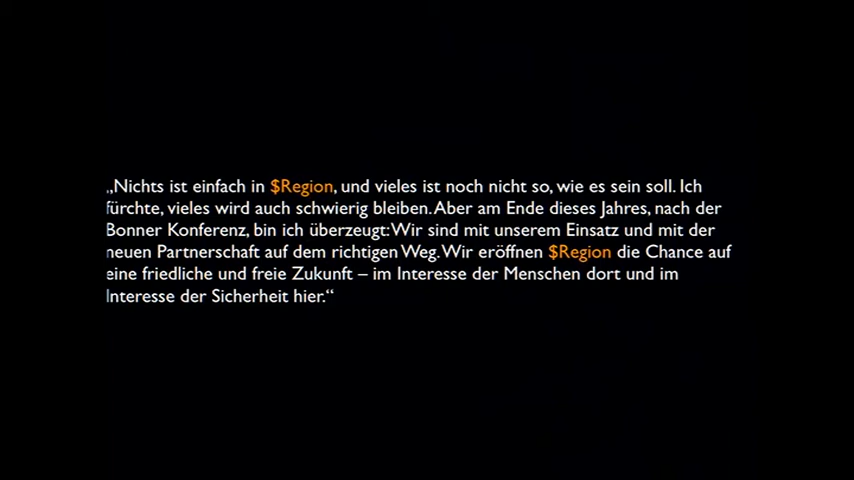 „Nichts ist einfach in $Region, und vieles ist noch nicht so, wie es sein soll. Ich
fürchte, vieles wird auch schwierig bleiben. Aber am Ende dieses Jahres, nach der
Bonner Konferenz, bin ich überzeugt: Wir sind mit unserem Einsatz und mit der
neuen Partnerschaft auf dem richtigen Weg. Wir eröffnen $Region die Chance auf
eine friedliche und freie Zukunft – im Interesse der Menschen dort und im
Interesse der Sicherheit hier.“